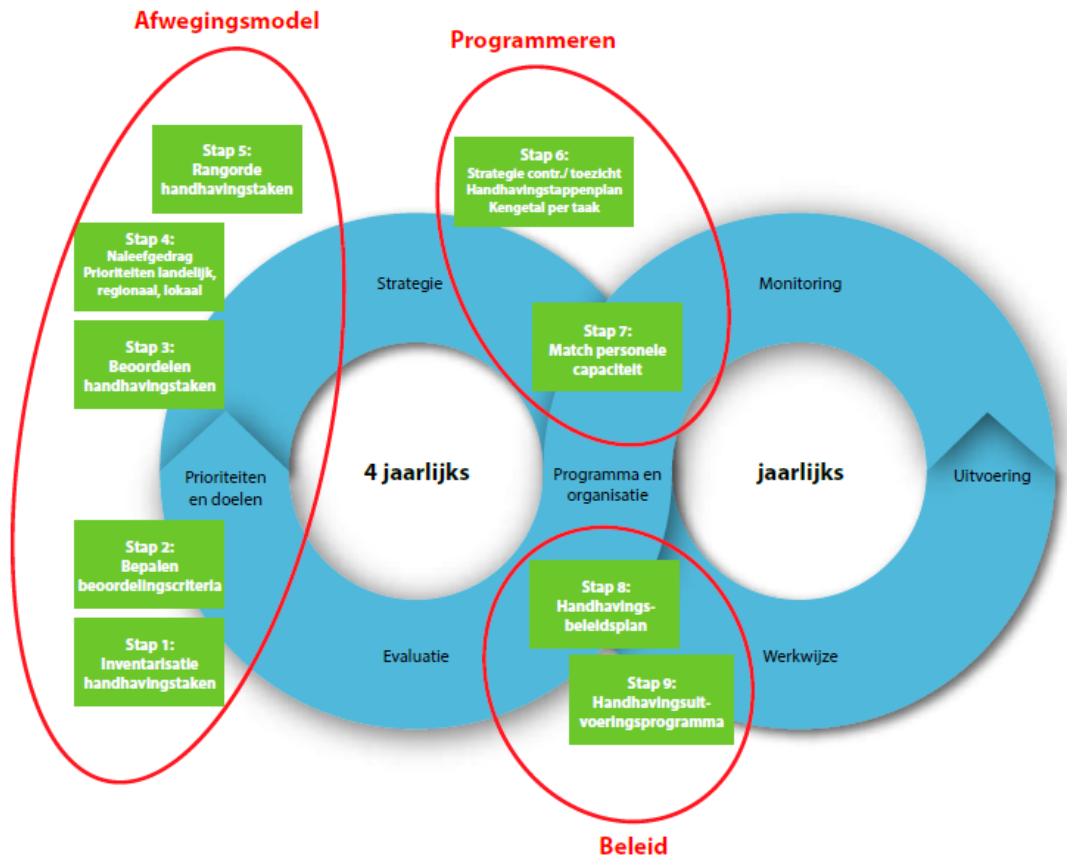 Afwegingsmodel
Programmeren
Stap 5:
Rangorde
handhavingstaken
Stap 6:
Strategie contr./ toezicht
Handhavingstappenplan
Kengetal per taak
Stap 4:
Naleefgedrag
Prioriteiten landelijk,
regionaal, lokaal
Strategie
Monitoring
Stap 3:
Beoordelen
handhavingstaken
Stap 7:
Match personele
capaciteit
Prioriteiten
en doelen
4 jaarlijks
Programma en
organisatie
jaarlijks
Uitvoering
Stap 2:
Bepalen
beoordelingscriteria
Stap 8:
Handhavings-
beleidsplan
Stap 1:
Inventarisatie
handhavingstaken
Evaluatie
Werkwijze
Stap 9:
Handhavingsuit-
voeringsprogramma
Beleid